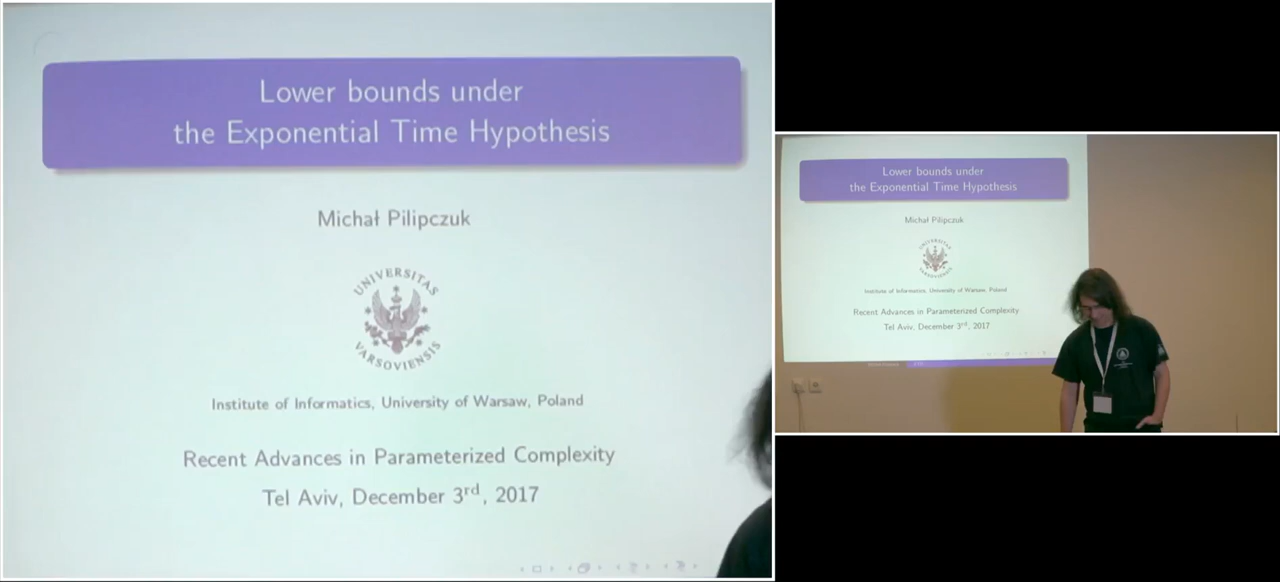 Lower bounds under
the Exponential Time Hypothesis
Michał Pilipczuk
UNIVERSITAS
VARSOVIENSIS
Institute of Informatics, University of Warsaw, Poland
Recent Advances in Parameterized Complexity
Tel Aviv, December 3rd, 2017
Lower bounds under
the Exponential Time Hypothesis
Michał Pilipczuk
UNIVERSITAS
VARSOVIENSIS
Institute of Informatics, University of Warsaw, Poland
Recent Advances in Parameterized Complexity
Tel Aviv, December 3rd, 2017